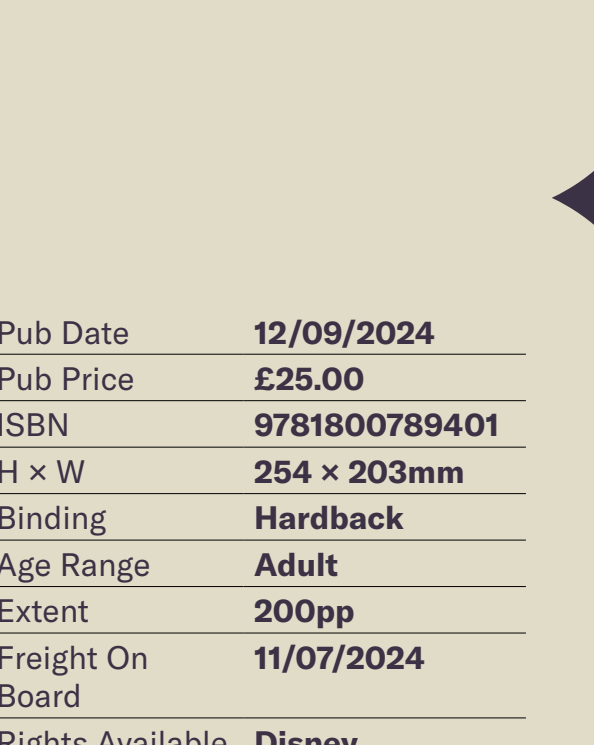 Pub Date 12/09/2024
Pub Price £25.00
ISBN 9781800789401
H × W 254 × 203mm
Binding Hardback
Age Range Adult
Extent 200pp
Freight On 11/07/2024
Board
Rights Available Disney